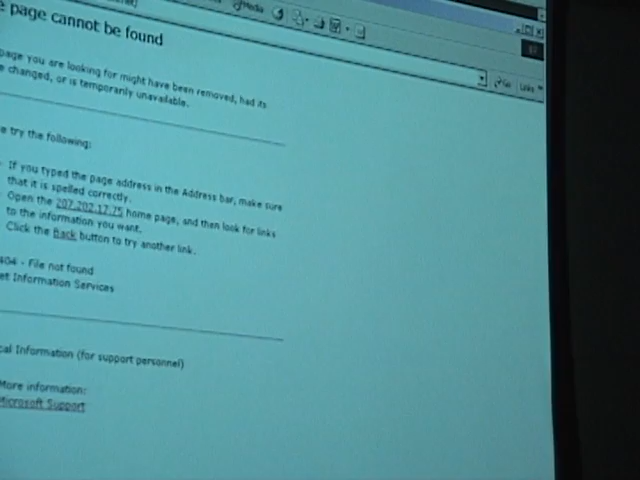 Media
page cannot be found
Go Links
page you are looking for might have been removed, had its
changed, or is temporarily unavailable.
try the following:
If you typed the page address in the Address bar, make sure
that it is spelled correctly.
Open the 207.202.17.75 home page, and then look for links
to the information you want.
Click the Back button to try another link.
404 - File not found
et Information Services
cal Information (for support personnel)
More information:
Microsoft Support